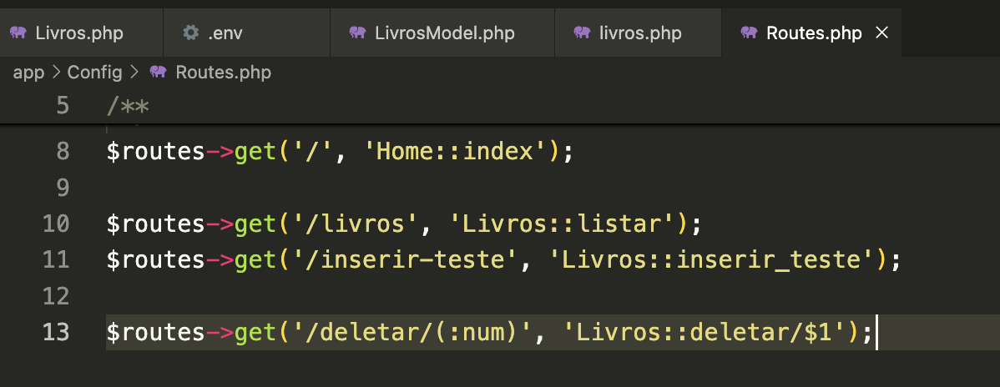 Livros.php .env LivrosModel.php livros.php Routes.php
app > Config > Routes.php
5 /**
8 $routes->get('/', 'Home::index');
9
10 $routes->get('/livros', 'Livros::listar');
11 $routes->get('/inserir-teste', 'Livros::inserir_teste');
12
13 $routes->get('/deletar/(:num)', 'Livros::deletar/$1');